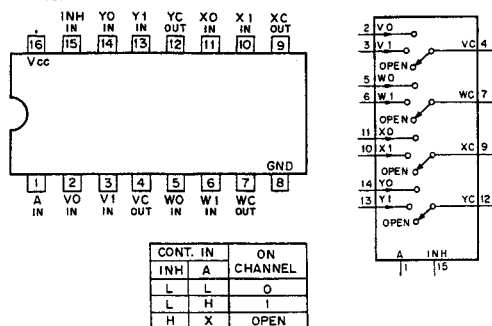 INH Y0 Y1 YC X0 X1 XC
IN IN IN OUT IN IN OUT
16 15 14 13 12 11 10 9
Vcc
GND
1 2 3 4 5 6 7 8
A V0 V1 VC W0 W1 WC
IN IN IN OUT IN IN OUT
2 V0
3 V1 VC 4
OPEN
5 W0
6 W1 WC 7
OPEN
11 X0
10 X1 XC 9
OPEN
14 Y0
13 Y1 YC 12
OPEN
A INH
1 15
CONT. IN ON CHANNEL
INH A
L L 0
L H 1
H X OPEN